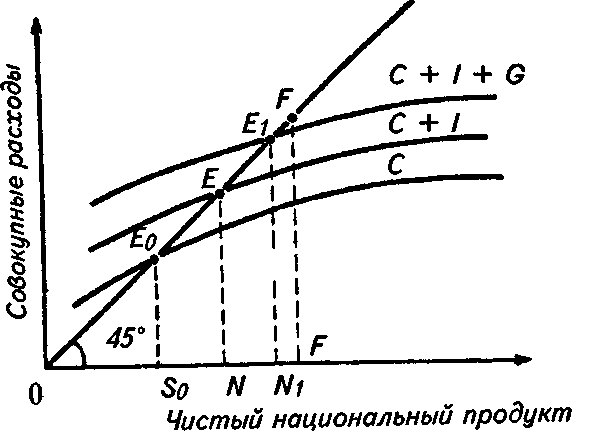 Совокупные расходы
C + I + G
F
E1
C + I
C
E
E0
45°
F
0
S0
N
N1
Чистый национальный продукт